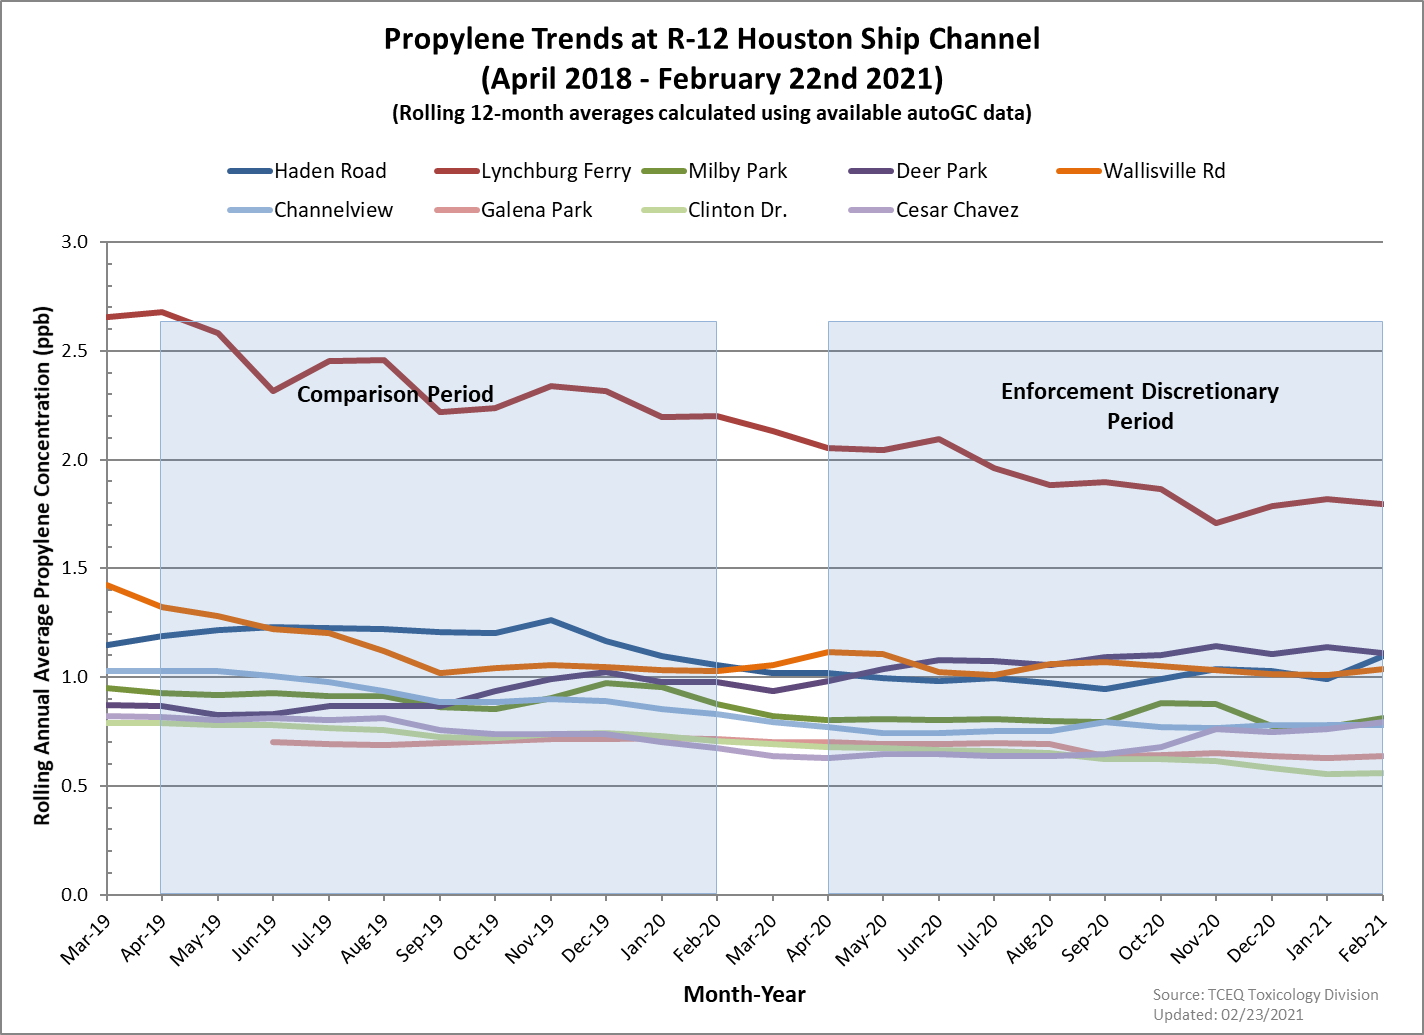 Propylene Trends at R-12 Houston Ship Channel
(April 2018 - February 22nd 2021)
(Rolling 12-month averages calculated using available autoGC data)
Haden Road Lynchburg Ferry Milby Park Deer Park Wallisville Rd
Channelview Galena Park Clinton Dr. Cesar Chavez
Rolling Annual Average Propylene Concentration (ppb)
3.0
2.5
2.0
1.5
1.0
0.5
0.0
Comparison Period
Enforcement Discretionary
Period
Mar-19 Apr-19 May-19 Jun-19 Jul-19 Aug-19 Sep-19 Oct-19 Nov-19 Dec-19 Jan-20 Feb-20 Mar-20 Apr-20 May-20 Jun-20 Jul-20 Aug-20 Sep-20 Oct-20 Nov-20 Dec-20 Jan-21 Feb-21
Month-Year
Source: TCEQ Toxicology Division
Updated: 02/23/2021